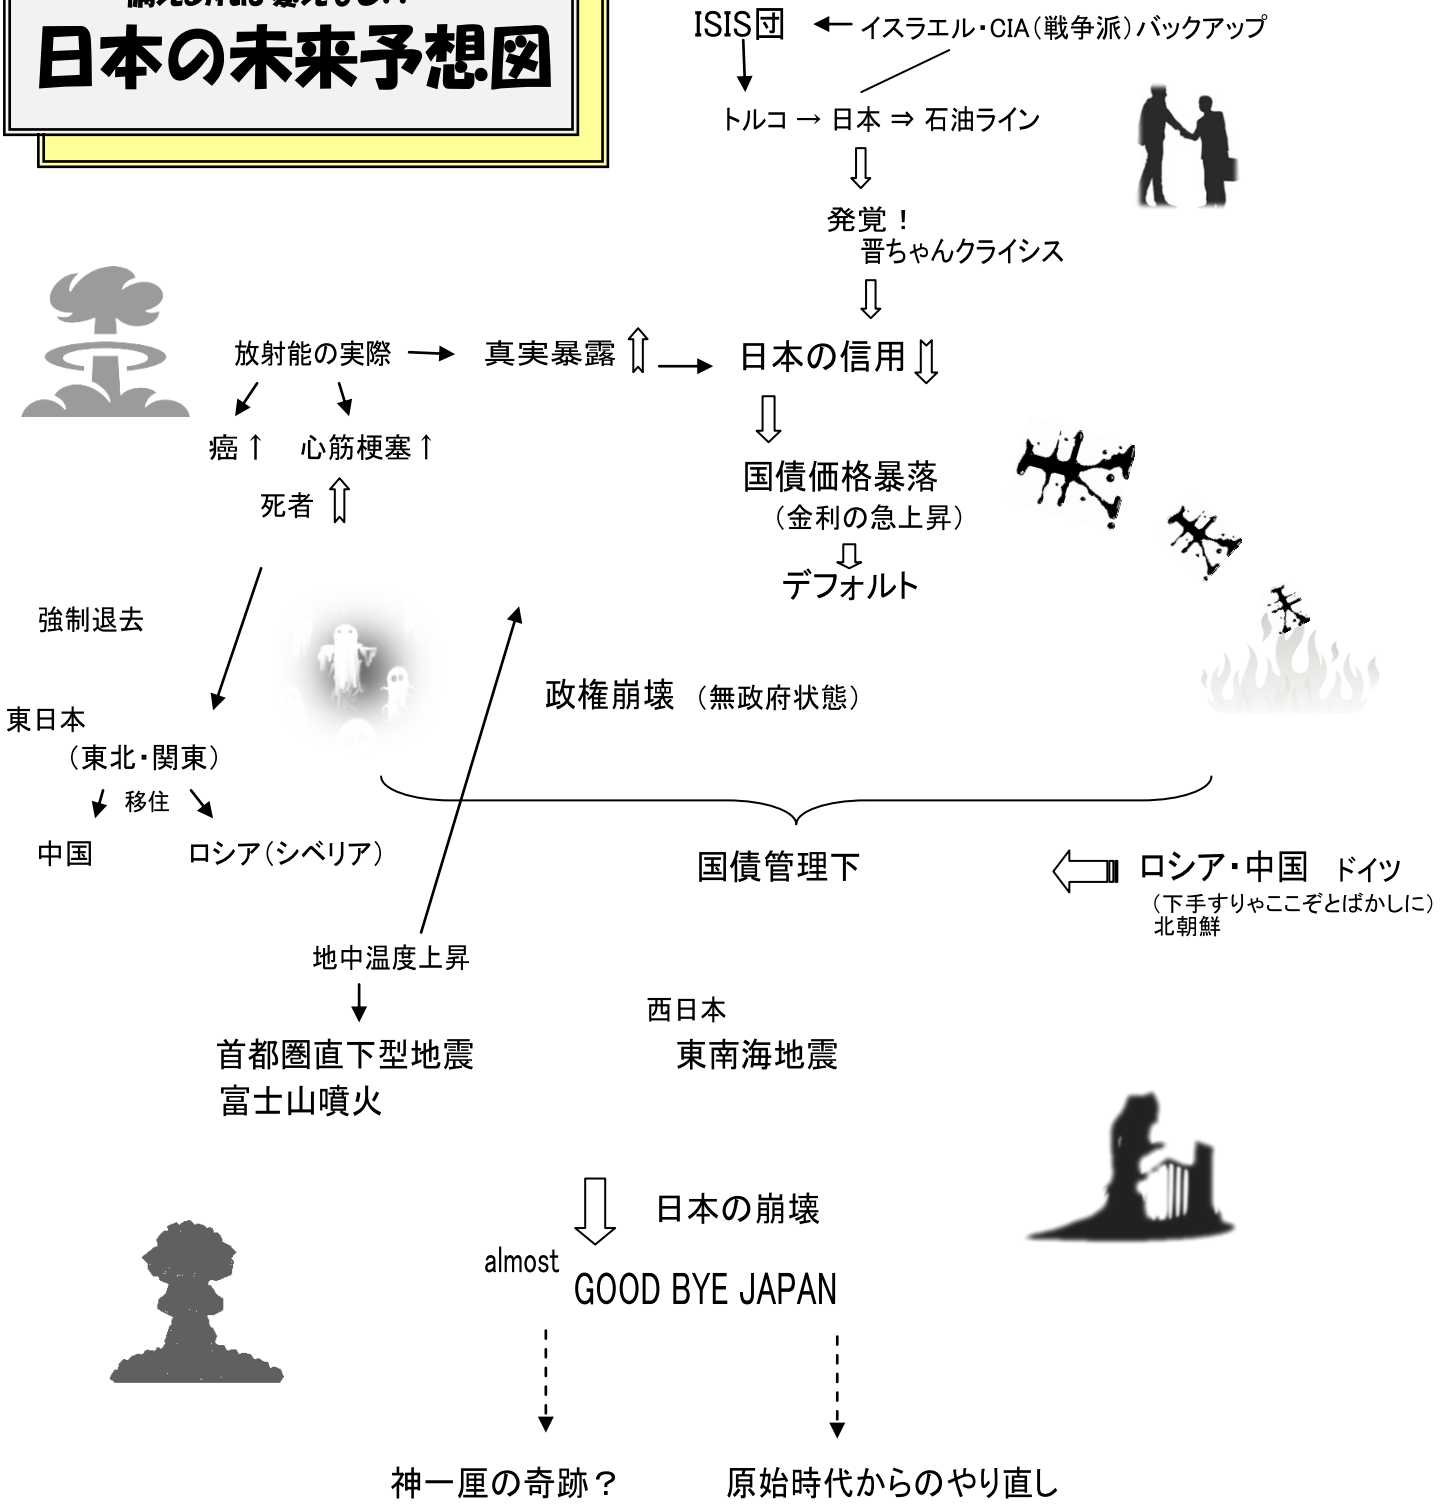 日本の未来予想図
ISIS団 ← イスラエル・CIA（戦争派）バックアップ
トルコ → 日本 ⇒ 石油ライン
発覚！
晋ちゃんクライシス
放射能の実際 → 真実暴露 → 日本の信用
癌↑ 心筋梗塞↑
国債価格暴落
死者
（金利の急上昇）
デフォルト
強制退去
政権崩壊 （無政府状態）
東日本
（東北・関東）
移住
中国 ロシア（シベリア）
国債管理下
ロシア・中国 ドイツ
（下手すりゃここぞとばかしに）
北朝鮮
地中温度上昇
西日本
首都圏直下型地震 東南海地震
富士山噴火
日本の崩壊
almost
GOOD BYE JAPAN
神一厘の奇跡？ 原始時代からのやり直し